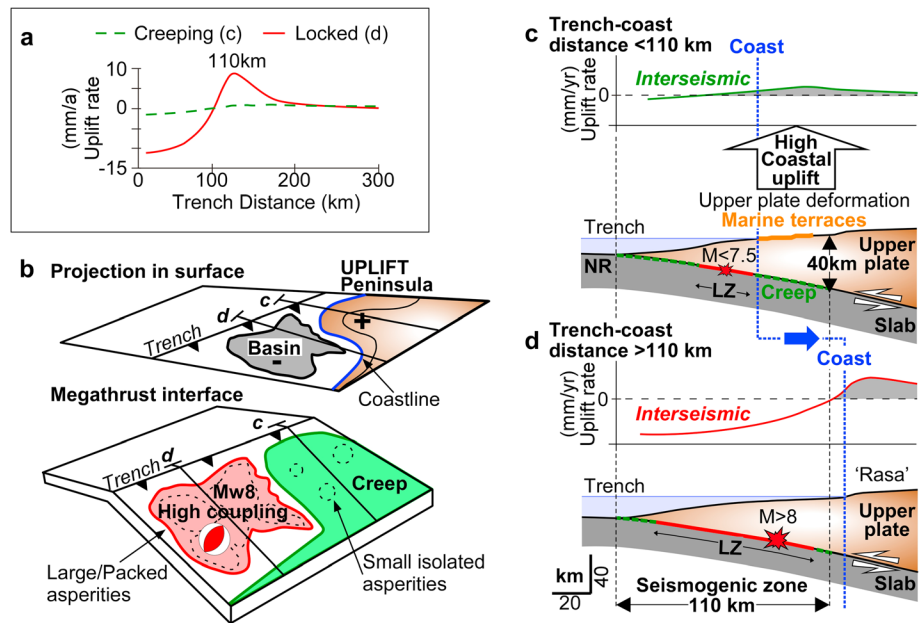 a
Creeping (c)
Locked (d)
110km
10
0
-15
(mm/a)
Uplift rate
0
100
200
300
Trench Distance (km)
b
Projection in surface
UPLIFT
Peninsula
c
d
+
Trench
Basin
-
Coastline
Megathrust interface
c
d
Trench
Mw8
High coupling
Creep
Large/Packed
asperities
Small isolated
asperities
c
Trench-coast
distance <110 km
Coast
Interseismic
0
(mm/yr)
Uplift rate
High
Coastal
uplift
Upper plate deformation
Trench
Marine terraces
NR
M<7.5
40km
Upper
plate
LZ
Creep
Slab
d
Trench-coast
distance >110 km
Coast
(mm/yr)
Uplift rate
0
Interseismic
Trench
'Rasa'
M>8
Upper
plate
LZ
Slab
km
40
20
Seismogenic zone
110 km